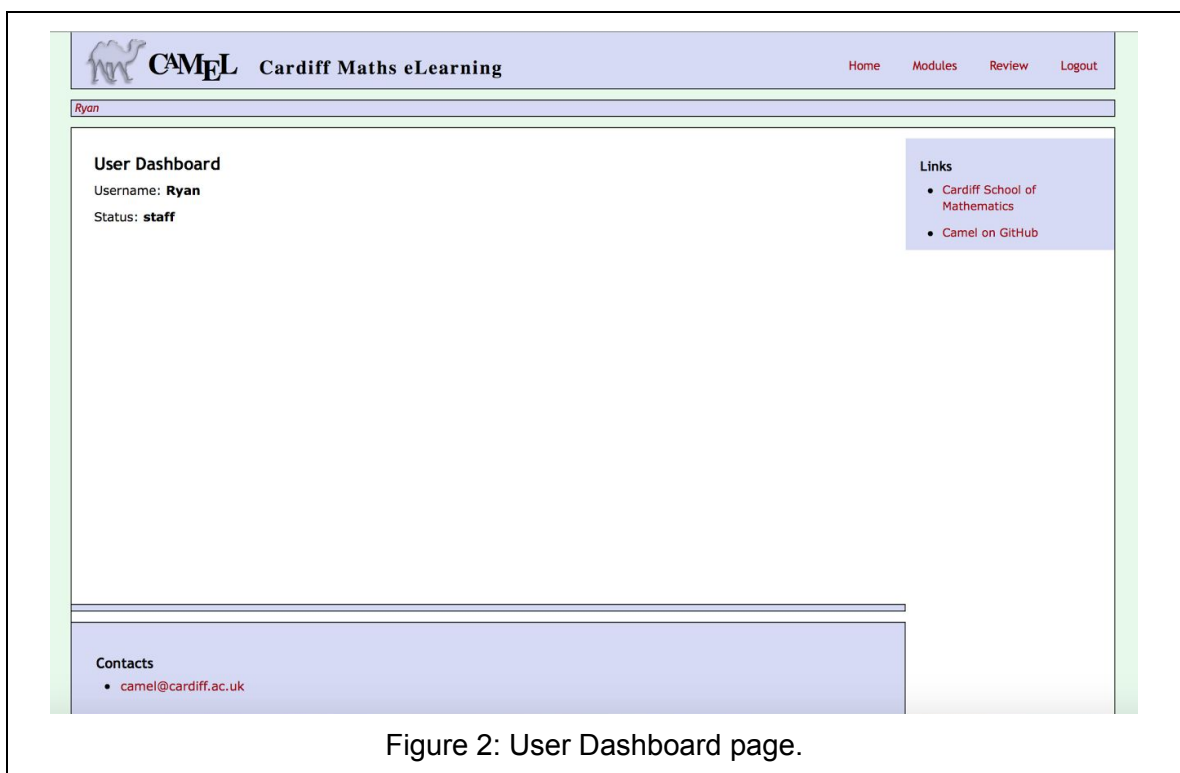 CAMEL Cardiff Maths eLearning
Home Modules Review Logout
Ryan
User Dashboard
Username: Ryan
Status: staff
Links
• Cardiff School of
Mathematics
• Camel on GitHub
Contacts
• camel@cardiff.ac.uk
Figure 2: User Dashboard page.